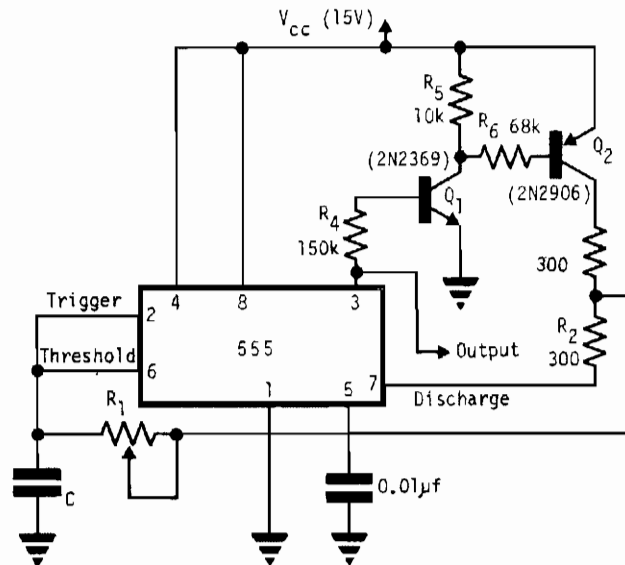 Vcc (15V)
R5
10k
R6 68k
Q2
(2N2369)
Q1
(2N2906)
R4
150k
300
4
8
3
Trigger
2
R2
300
555
Output
Threshold
6
7
1
5
Discharge
R1
C
0.01µf